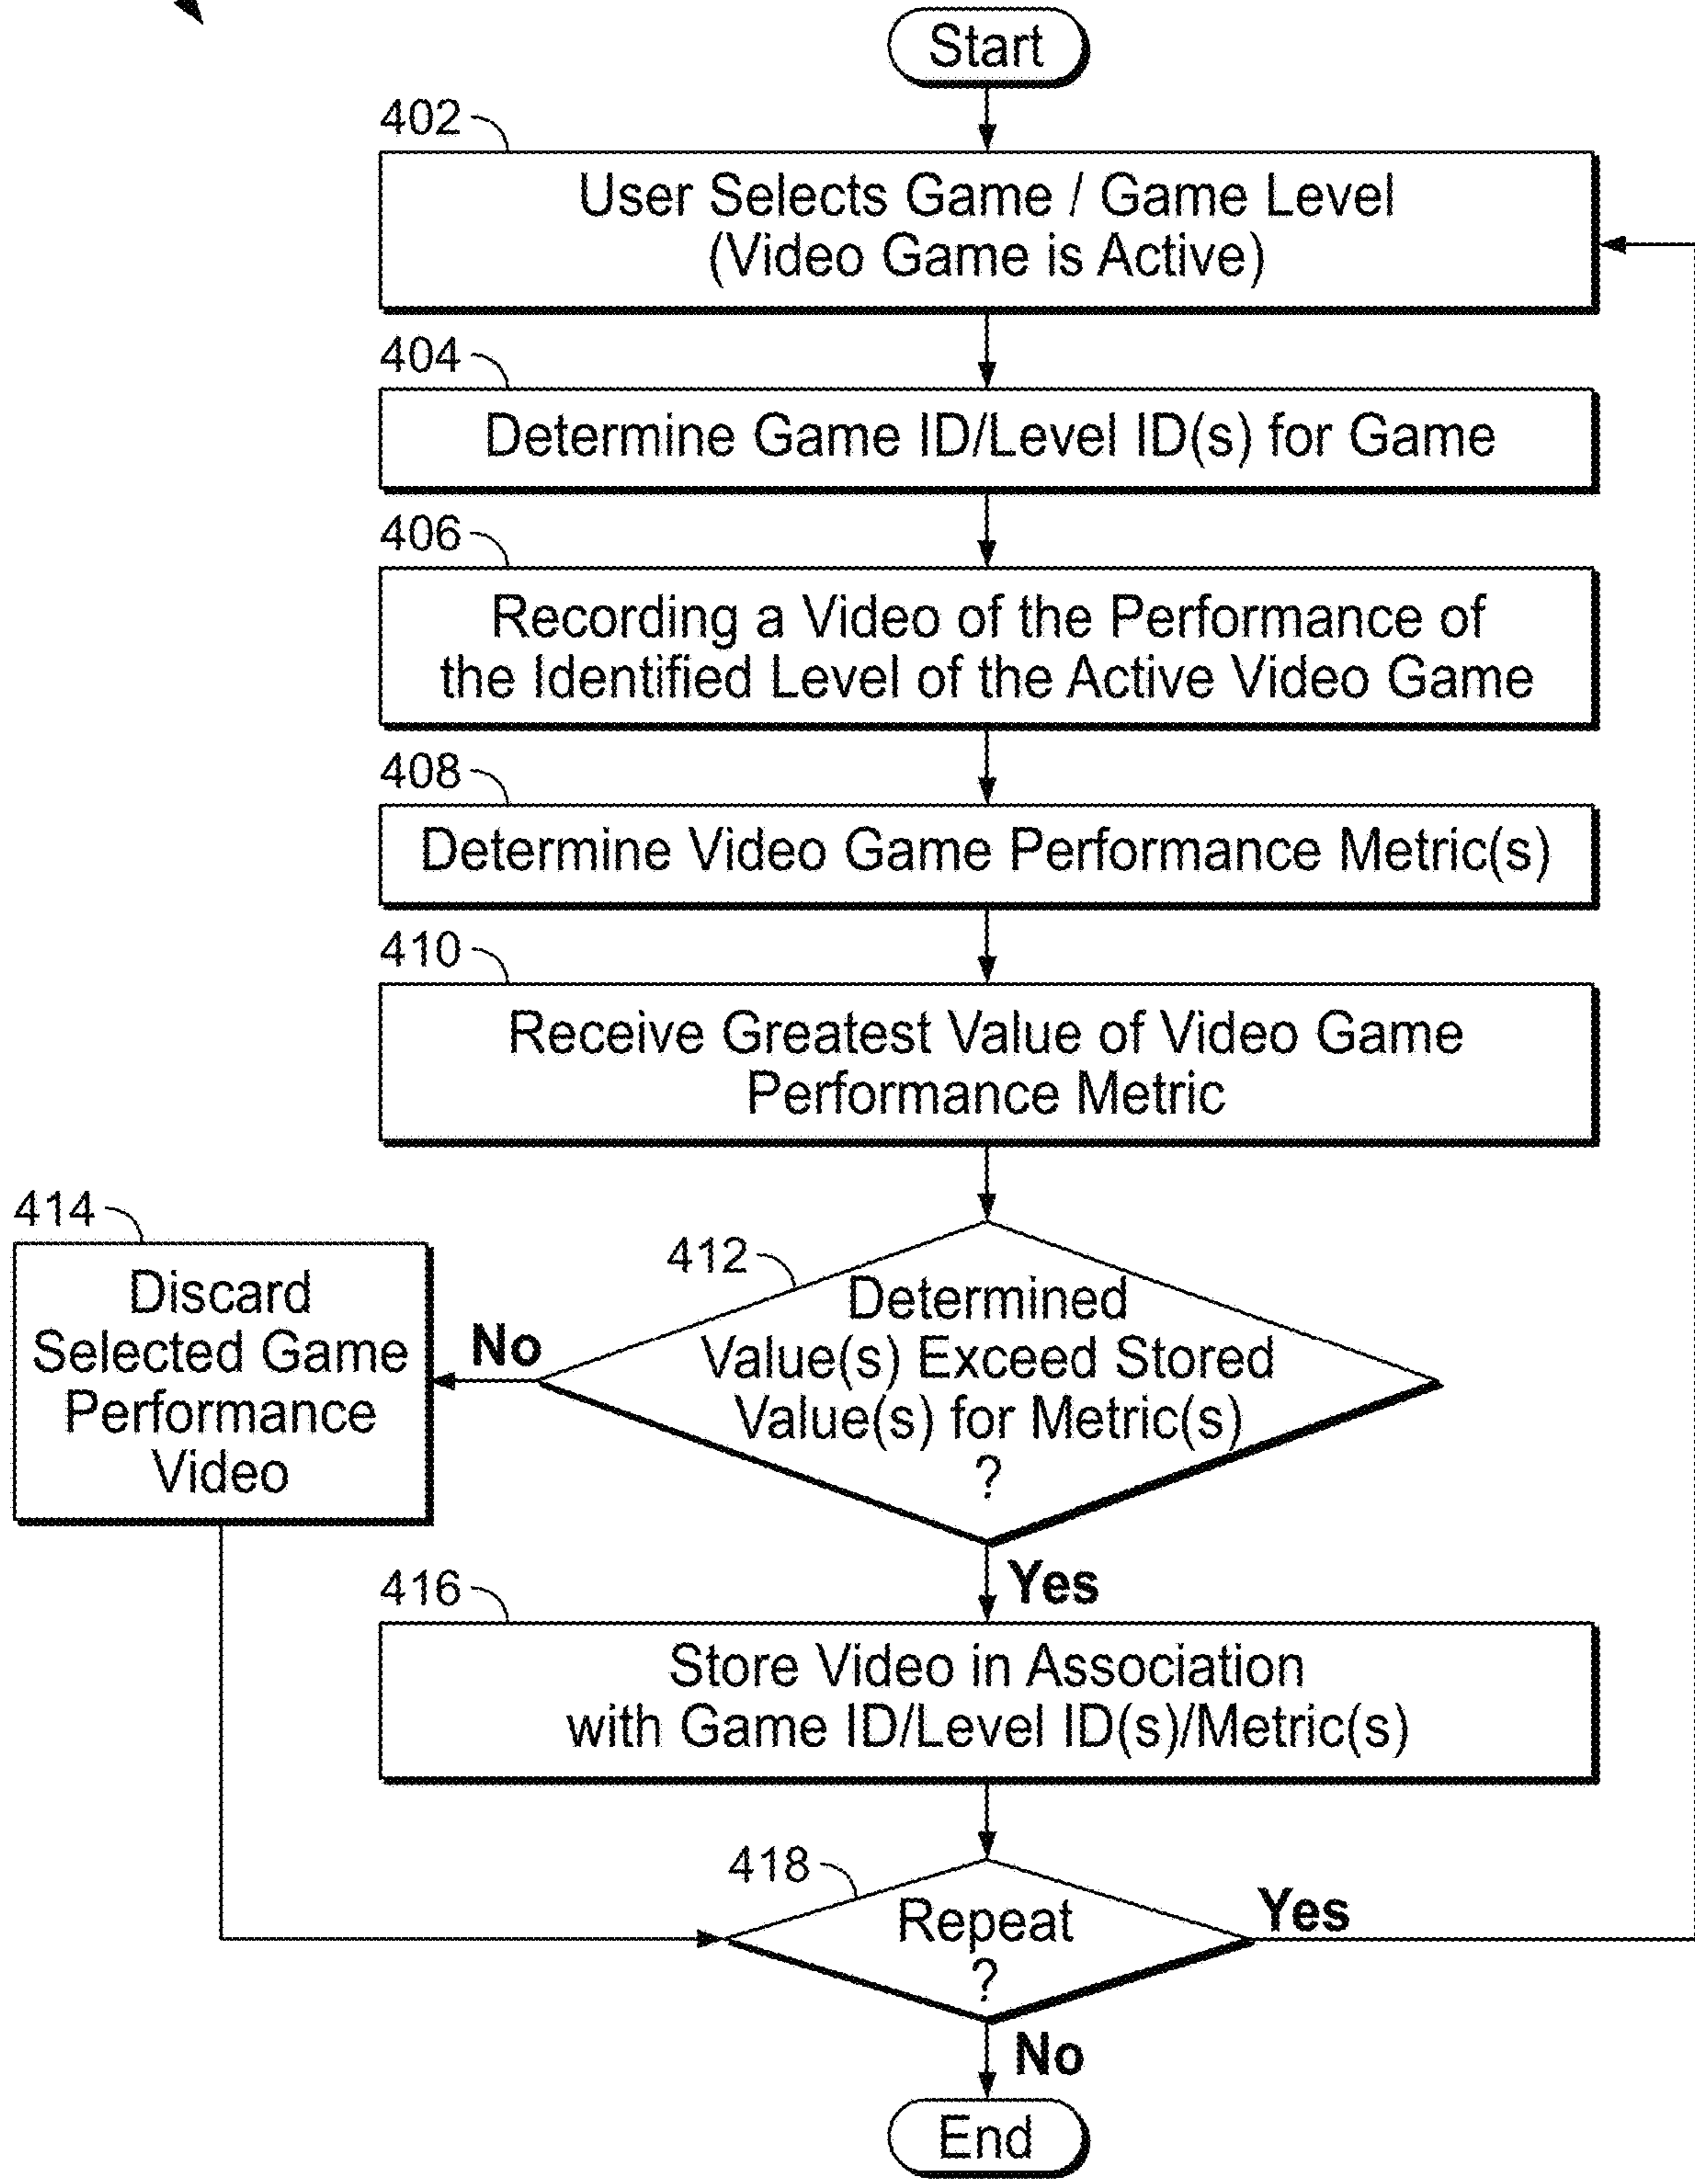 Start
402
User Selects Game / Game Level
(Video Game is Active)
404
Determine Game ID/Level ID(s) for Game
406
Recording a Video of the Performance of
the Identified Level of the Active Video Game
408
Determine Video Game Performance Metric(s)
410
Receive Greatest Value of Video Game
Performance Metric
412
Determined
Value(s) Exceed Stored
Value(s) for Metric(s)
?
No
414
Discard
Selected Game
Performance
Video
Yes
416
Store Video in Association
with Game ID/Level ID(s)/Metric(s)
418
Repeat
?
Yes
No
End